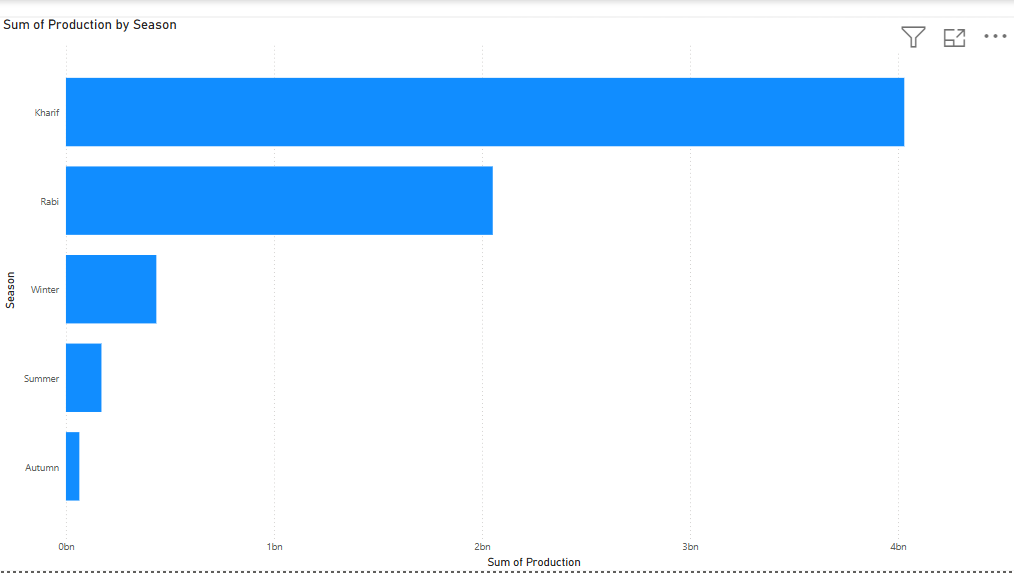 Sum of Production by Season
Kharif
Rabi
Winter
Summer
Autumn
Season
0bn 1bn 2bn 3bn 4bn
Sum of Production